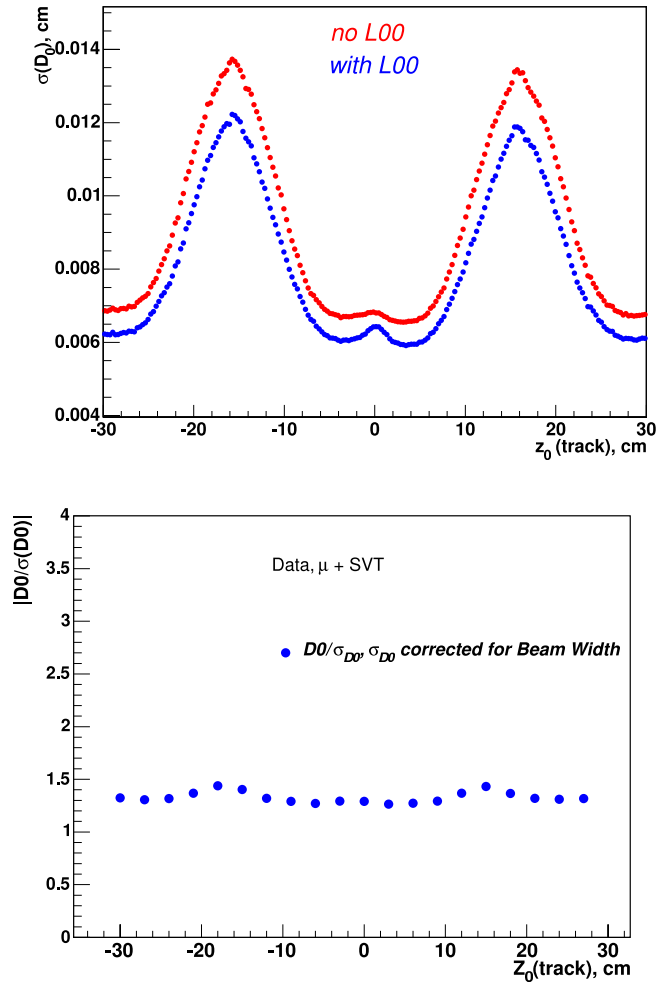 σ(D₀), cm
no L00
with L00
0.014
0.012
0.01
0.008
0.006
0.004
-30 -20 -10 0 10 20 30
z₀ (track), cm
|D0/σ(D0)|
4
3.5
3
2.5
2
1.5
1
0.5
0
Data, μ + SVT
D0/σ_D0, σ_D0 corrected for Beam Width
-30 -20 -10 0 10 20 30
Z₀(track), cm